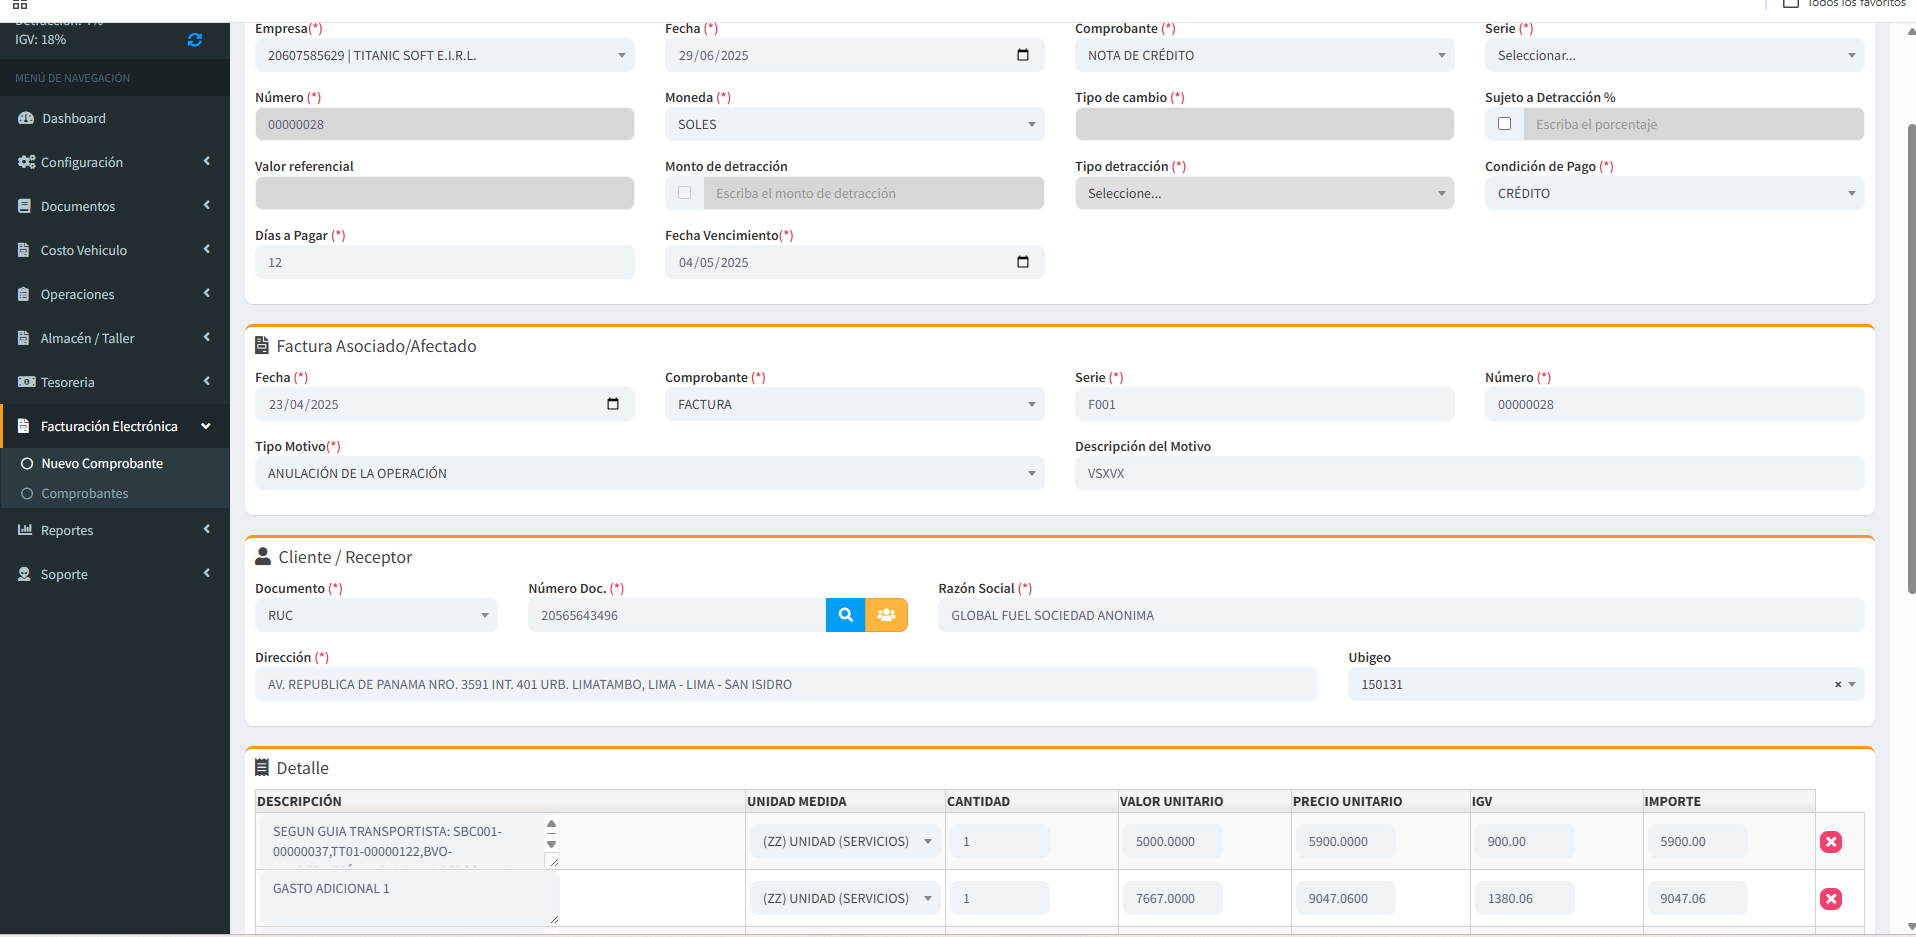 Todos los favoritos
IGV: 18%
MENÚ DE NAVEGACIÓN
Dashboard
Configuración
Documentos
Costo Vehiculo
Operaciones
Almacén / Taller
Tesoreria
Facturación Electrónica
Nuevo Comprobante
Comprobantes
Reportes
Soporte
Empresa(*) Fecha (*) Comprobante (*) Serie (*)
20607585629 | TITANIC SOFT E.I.R.L. 29/06/2025 NOTA DE CRÉDITO Seleccionar...
Número (*) Moneda (*) Tipo de cambio (*) Sujeto a Detracción %
00000028 SOLES Escriba el porcentaje
Valor referencial Monto de detracción Tipo detracción (*) Condición de Pago (*)
Escriba el monto de detracción Seleccione... CRÉDITO
Días a Pagar (*) Fecha Vencimiento(*)
12 04/05/2025
Factura Asociado/Afectado
Fecha (*) Comprobante (*) Serie (*) Número (*)
23/04/2025 FACTURA F001 00000028
Tipo Motivo(*) Descripción del Motivo
ANULACIÓN DE LA OPERACIÓN VSXVX
Cliente / Receptor
Documento (*) Número Doc. (*) Razón Social (*)
RUC 20565643496 GLOBAL FUEL SOCIEDAD ANONIMA
Dirección (*) Ubigeo
AV. REPUBLICA DE PANAMA NRO. 3591 INT. 401 URB. LIMATAMBO, LIMA - LIMA - SAN ISIDRO 150131 ×
Detalle
DESCRIPCIÓN UNIDAD MEDIDA CANTIDAD VALOR UNITARIO PRECIO UNITARIO IGV IMPORTE
SEGUN GUIA TRANSPORTISTA: SBC001-
00000037,TT01-00000122,BVO- (ZZ) UNIDAD (SERVICIOS) 1 5000.0000 5900.0000 900.00 5900.00
GASTO ADICIONAL 1 (ZZ) UNIDAD (SERVICIOS) 1 7667.0000 9047.0600 1380.06 9047.06